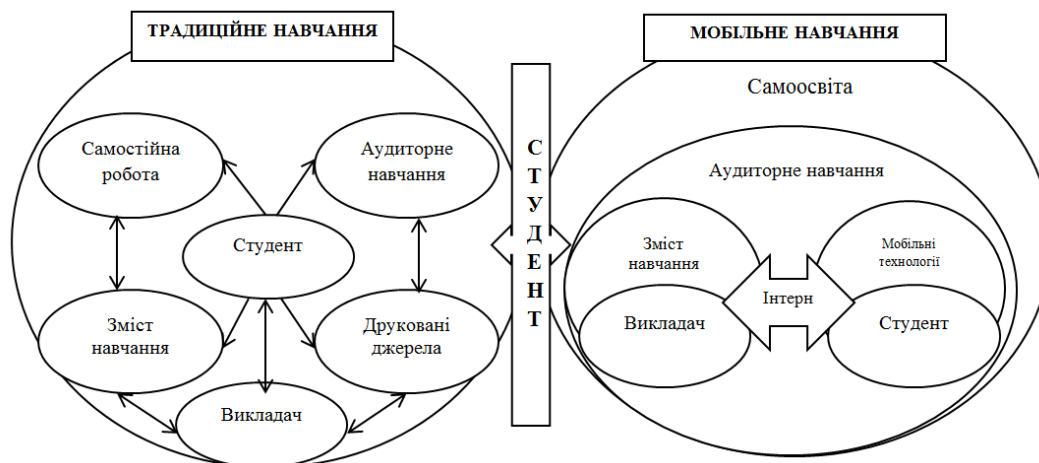 ТРАДИЦІЙНЕ НАВЧАННЯ
Самостійна
робота
Аудиторне
навчання
Студент
Зміст
навчання
Друковані
джерела
Викладач
СТУДЕНТ
МОБІЛЬНЕ НАВЧАННЯ
Самоосвіта
Аудиторне навчання
Зміст
навчання
Мобільні
технології
Інтерн
Викладач
Студент